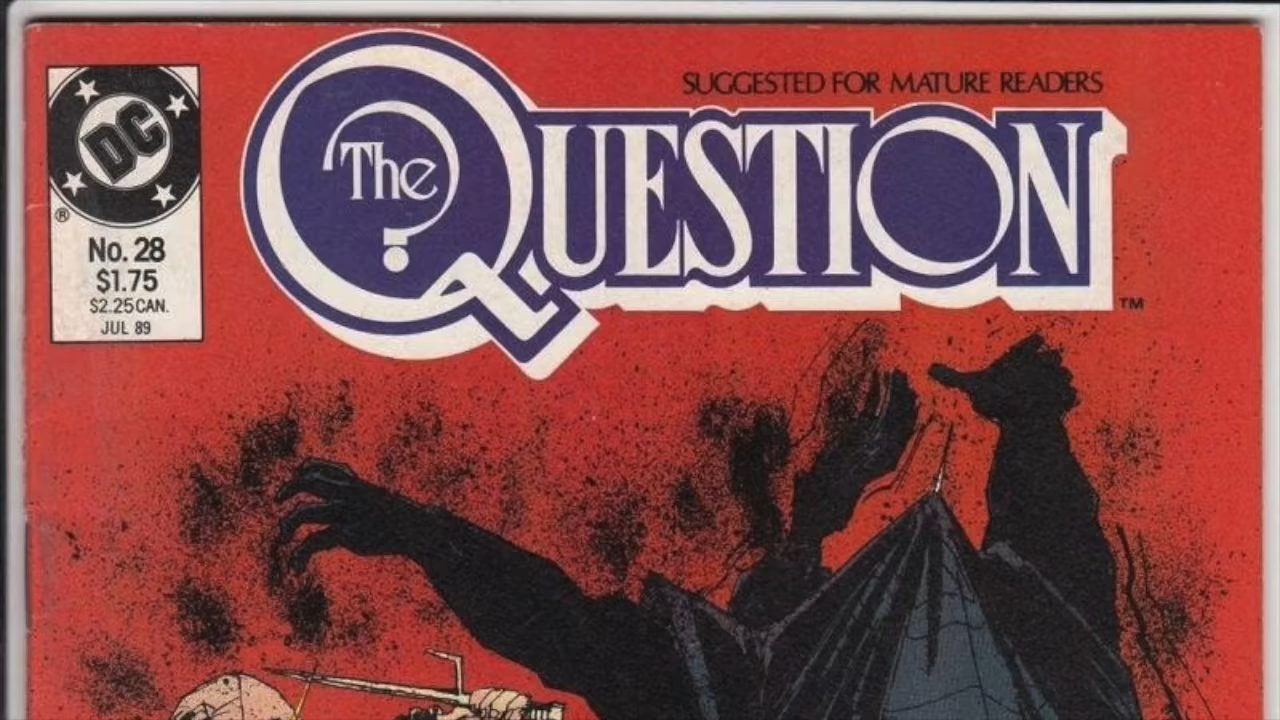 SUGGESTED FOR MATURE READERS
The
QUESTION
TM
DC
®
No. 28
$1.75
$2.25 CAN.
JUL 89